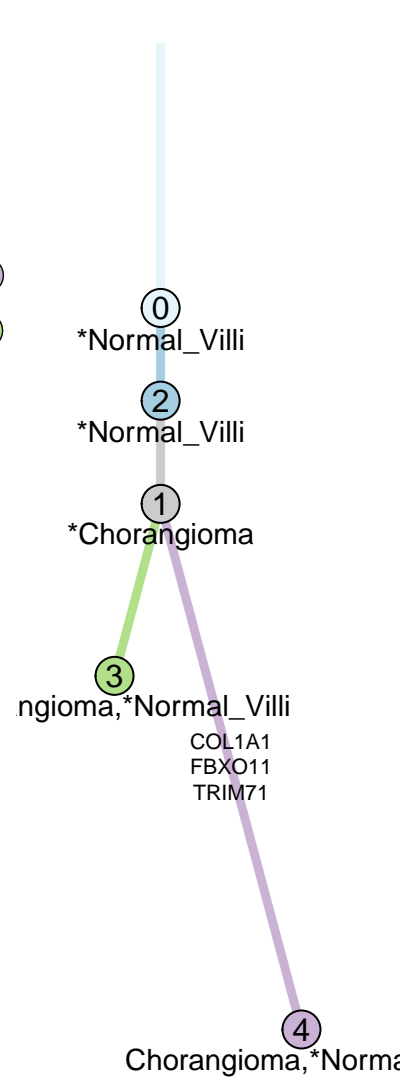 0
*Normal_Villi
2
*Normal_Villi
1
*Chorangioma
3
ngioma,*Normal_Villi
COL1A1
FBXO11
TRIM71
4
Chorangioma,*Norma